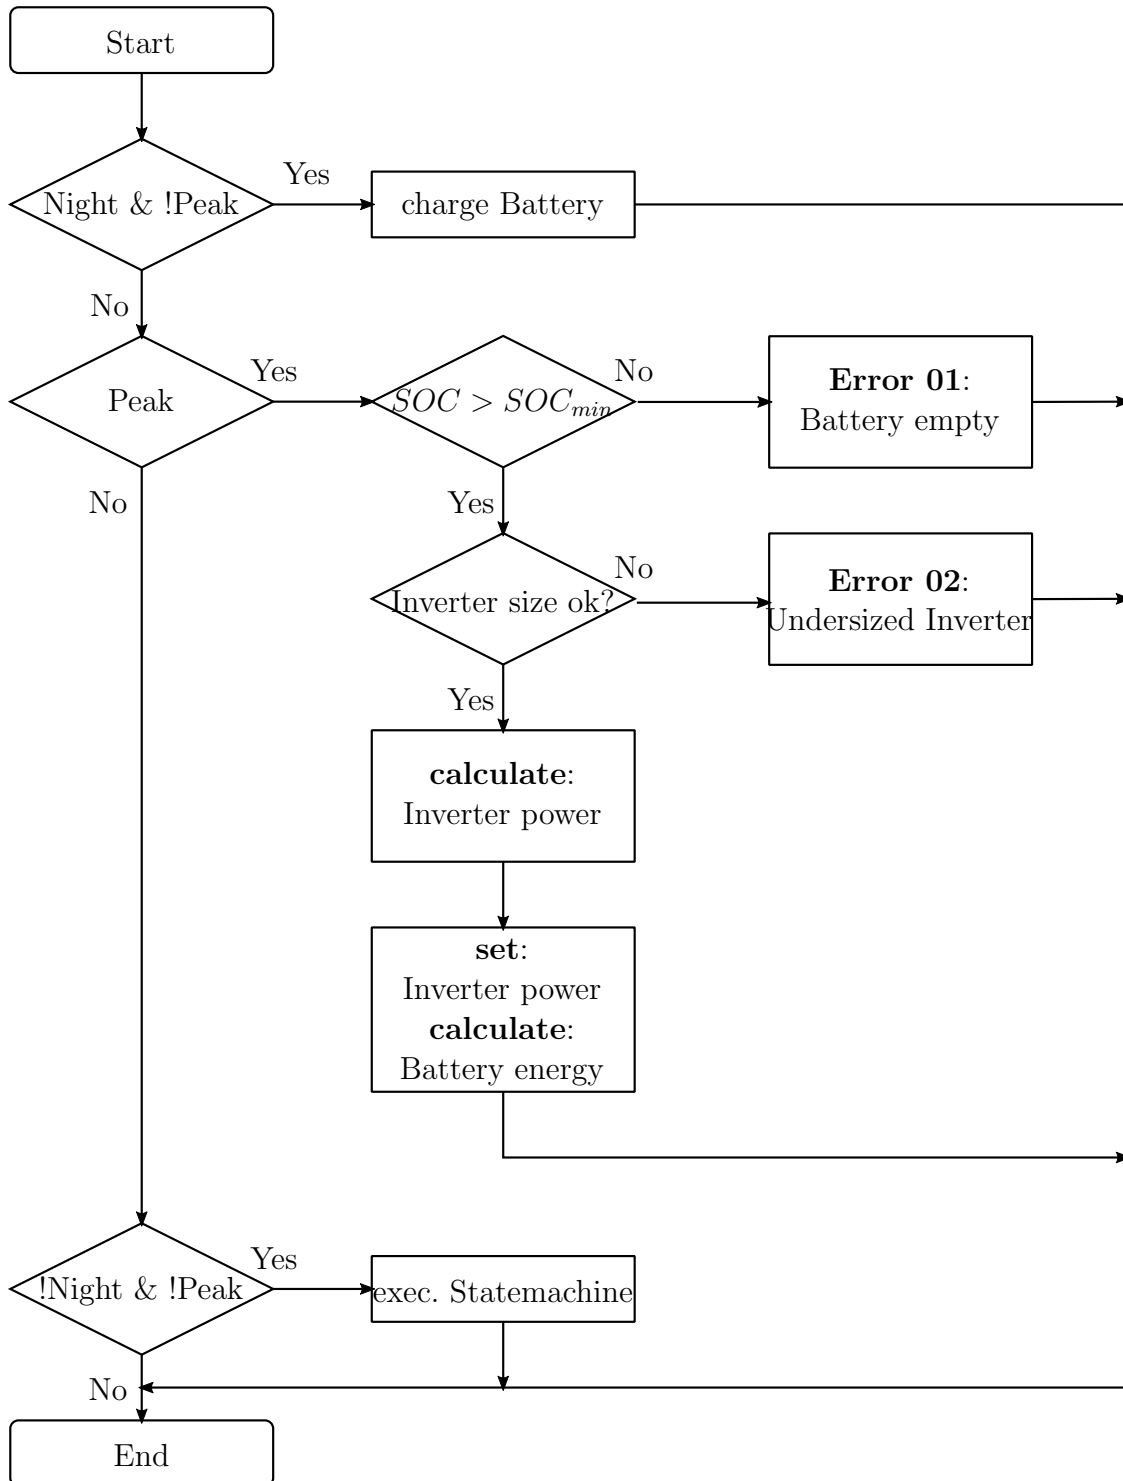 Start
Night & !Peak
Yes
charge Battery
No
Peak
Yes
SOC > SOC_min
No
Error 01:
Battery empty
No
Yes
Inverter size ok?
No
Error 02:
Undersized Inverter
Yes
calculate:
Inverter power
set:
Inverter power
calculate:
Battery energy
!Night & !Peak
Yes
exec. Statemachine
No
End